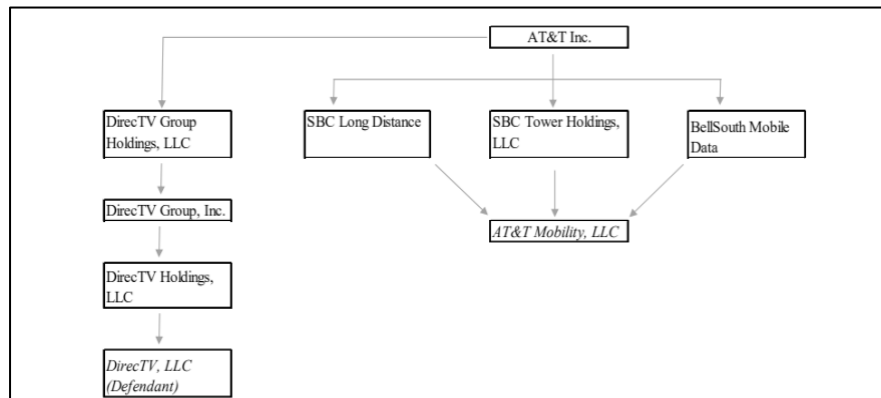 AT&T Inc.
DirecTV Group
Holdings, LLC
SBC Long Distance
SBC Tower Holdings,
LLC
BellSouth Mobile
Data
DirecTV Group, Inc.
AT&T Mobility, LLC
DirecTV Holdings,
LLC
DirecTV, LLC
(Defendant)